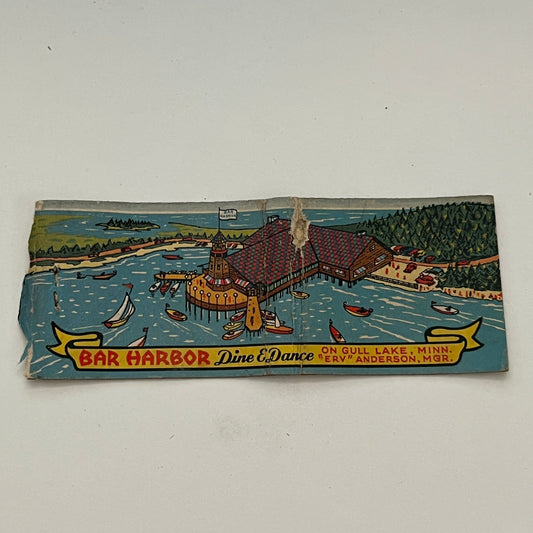 BAR HARBOR Dine & Dance
ON GULL LAKE, MINN.
"ERV" ANDERSON, MGR.